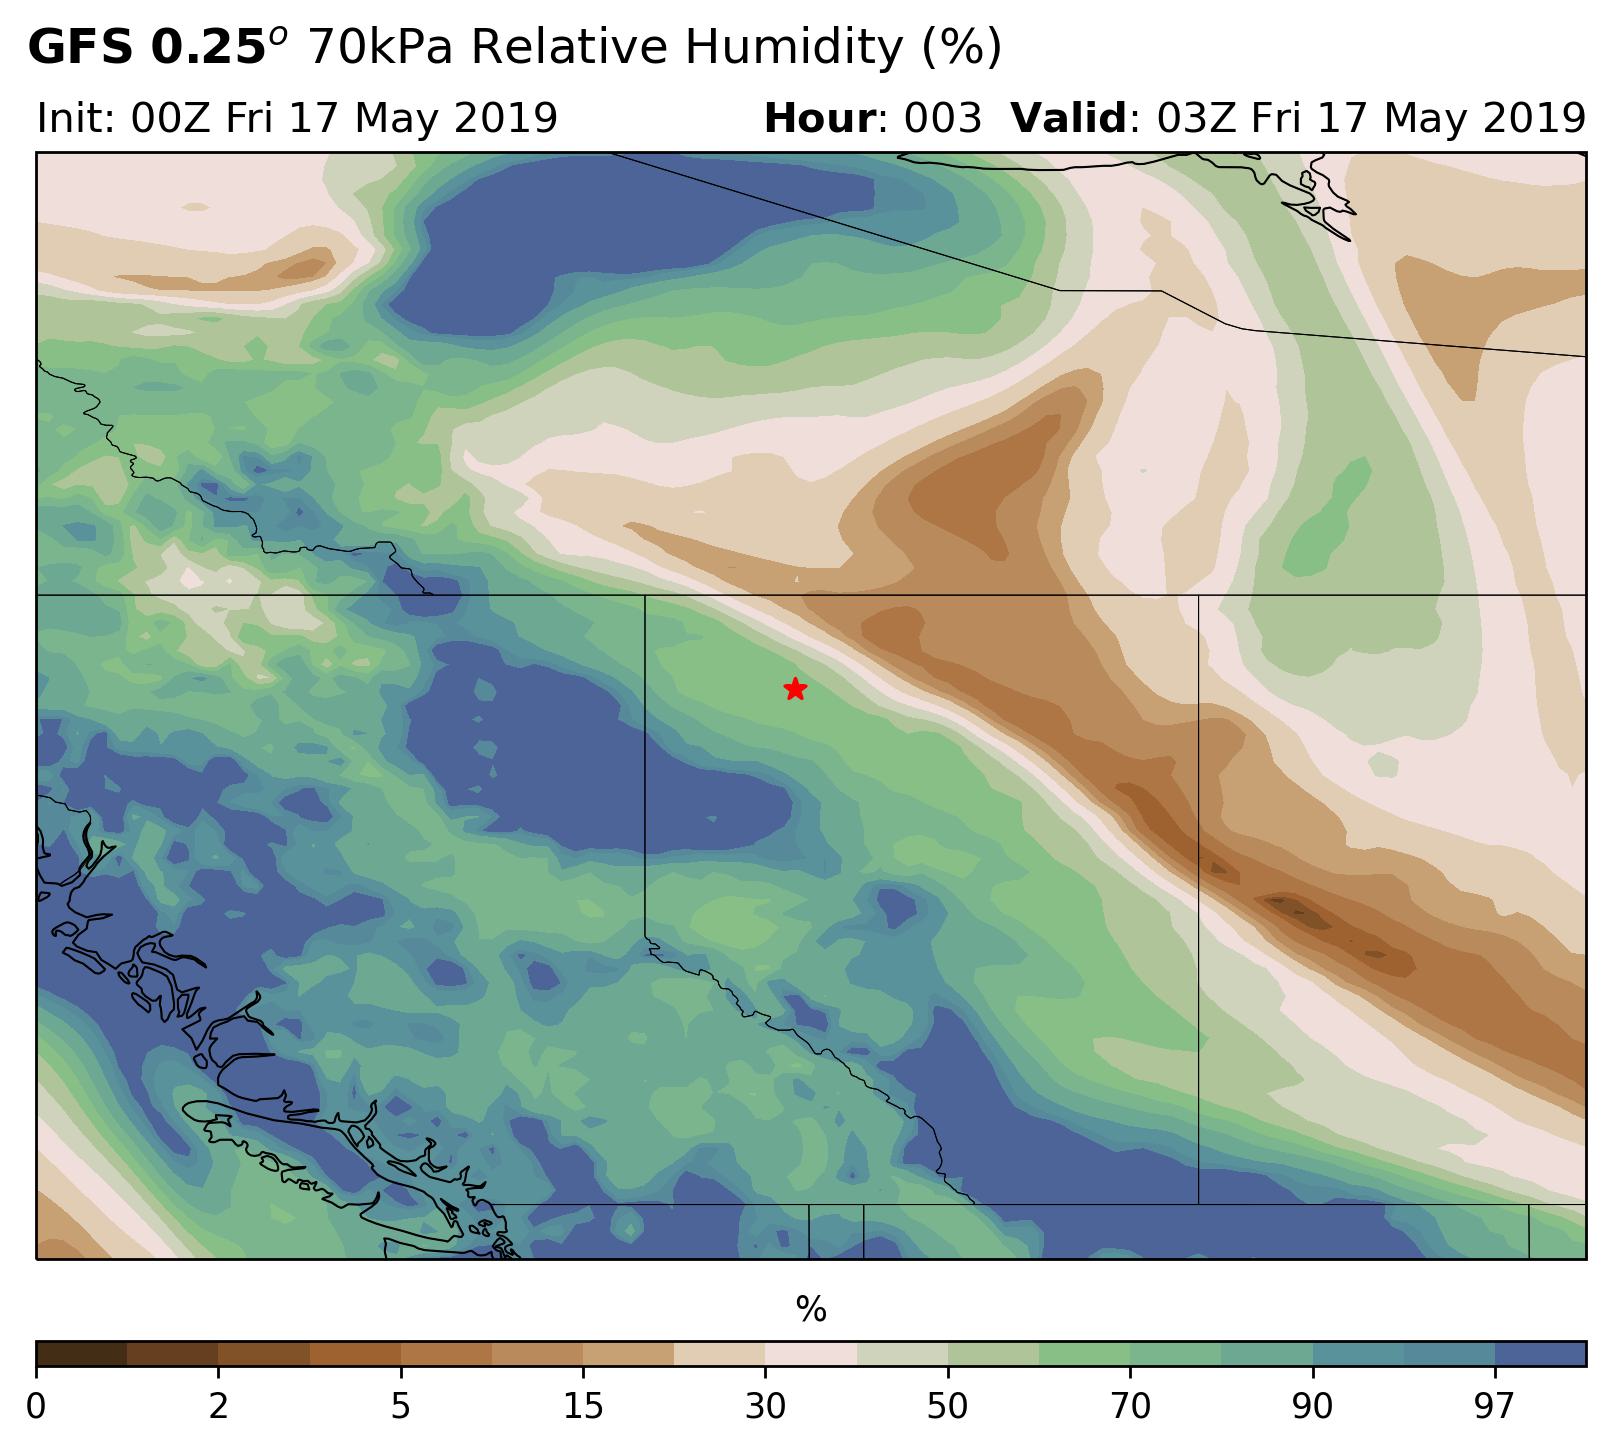 GFS 0.25° 70kPa Relative Humidity (%)
Init: 00Z Fri 17 May 2019 Hour: 003 Valid: 03Z Fri 17 May 2019
%
0 2 5 15 30 50 70 90 97